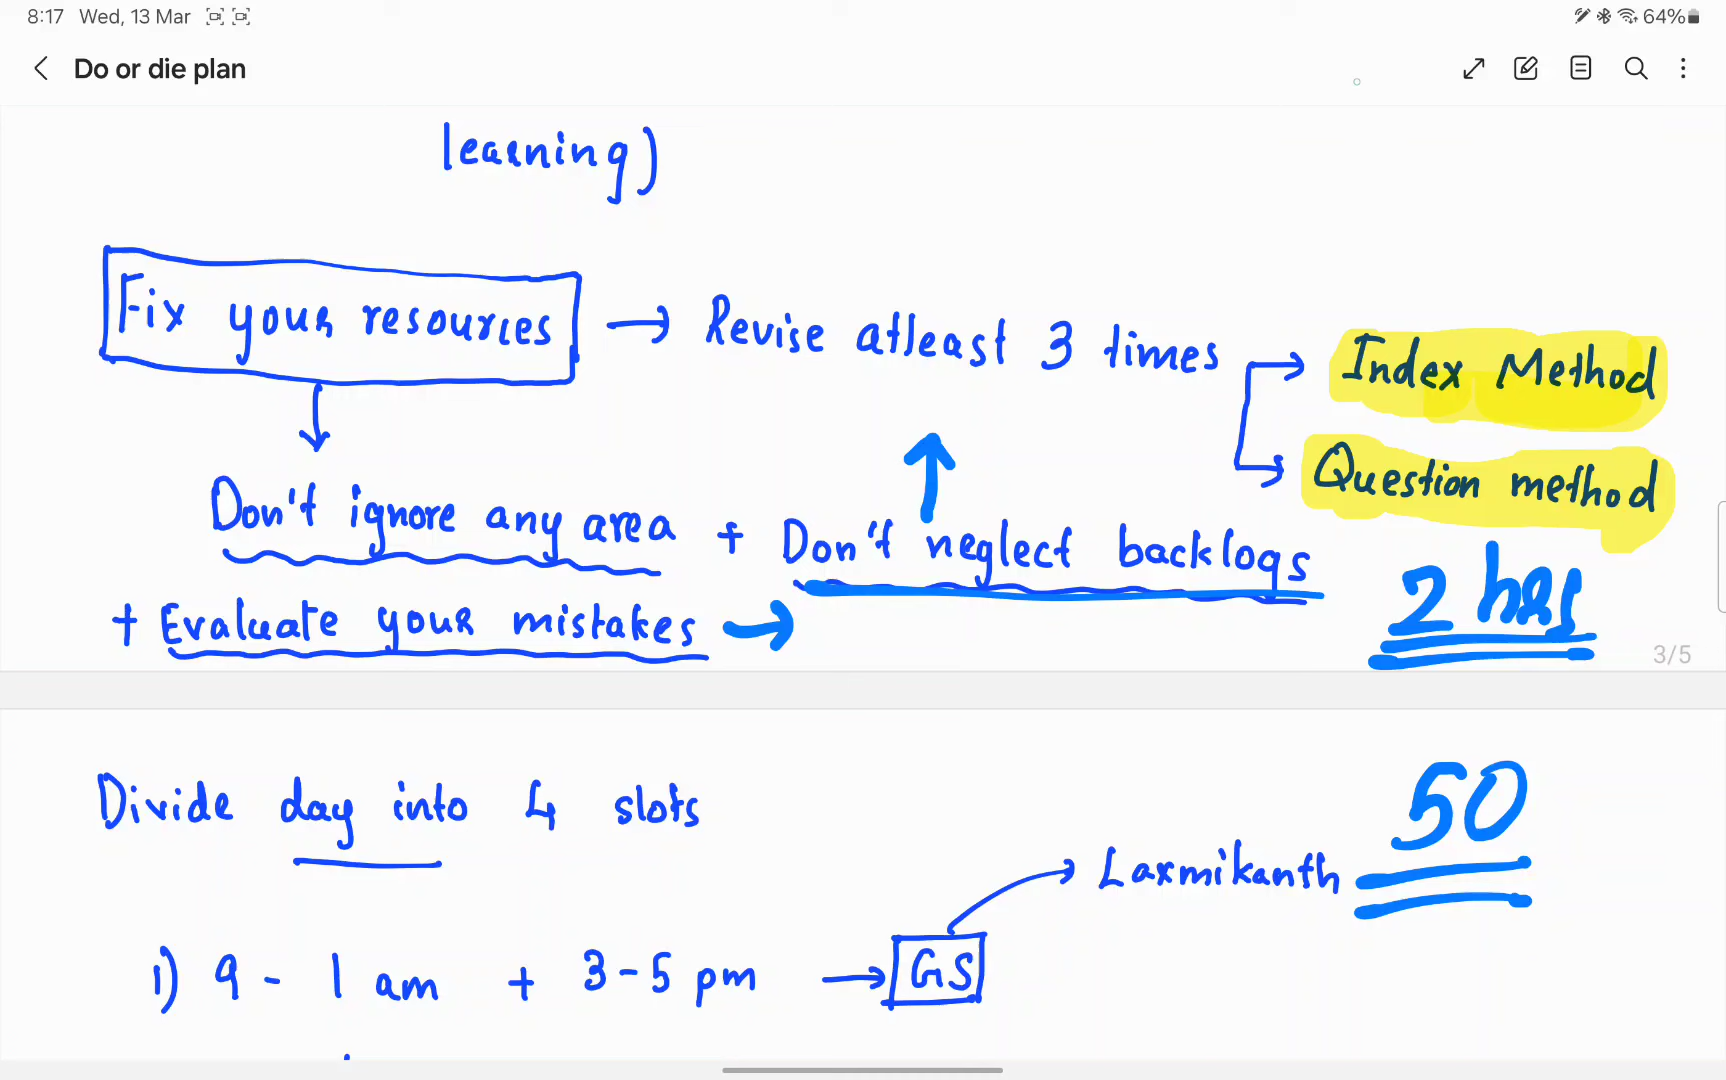 8:17 Wed, 13 Mar 64%
Do or die plan
learning)
Fix your resources → Revise atleast 3 times
Index Method
Question method
Don't ignore any area + Don't neglect backlogs
2 hrs
+ Evaluate your mistakes →
3/5
Divide day into 4 slots
50
Laxmikanth
i) 9 - 1 am + 3-5 pm → GS